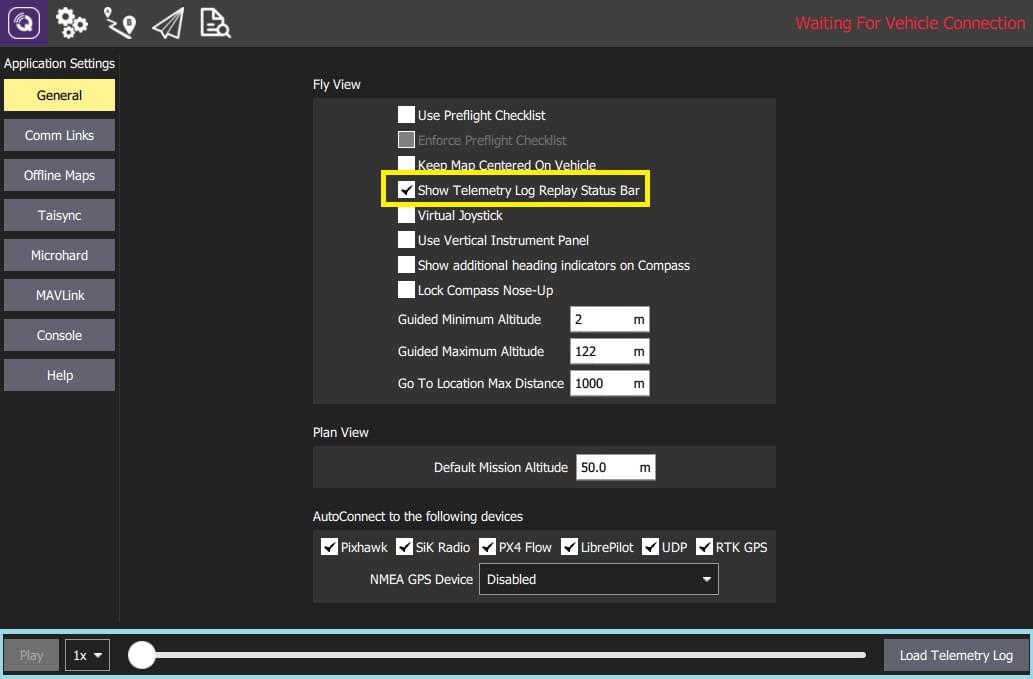 Waiting For Vehicle Connection
Application Settings
General
Comm Links
Offline Maps
Taisync
Microhard
MAVLink
Console
Help
Fly View
Use Preflight Checklist
Enforce Preflight Checklist
Keep Map Centered On Vehicle
Show Telemetry Log Replay Status Bar
Virtual Joystick
Use Vertical Instrument Panel
Show additional heading indicators on Compass
Lock Compass Nose-Up
Guided Minimum Altitude 2 m
Guided Maximum Altitude 122 m
Go To Location Max Distance 1000 m
Plan View
Default Mission Altitude 50.0 m
AutoConnect to the following devices
Pixhawk SiK Radio PX4 Flow LibrePilot UDP RTK GPS
NMEA GPS Device Disabled
Play 1x Load Telemetry Log